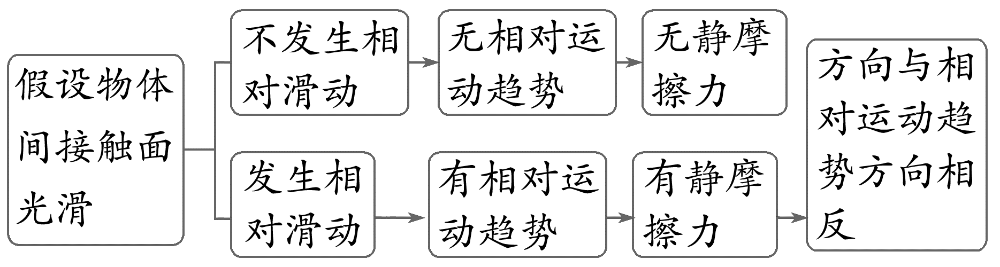 假设物体
间接触面
光滑
不发生相
对滑动
无相对运
动趋势
无静摩
擦力
发生相
对滑动
有相对运
动趋势
有静摩
擦力
方向与相
对运动趋
势方向相
反